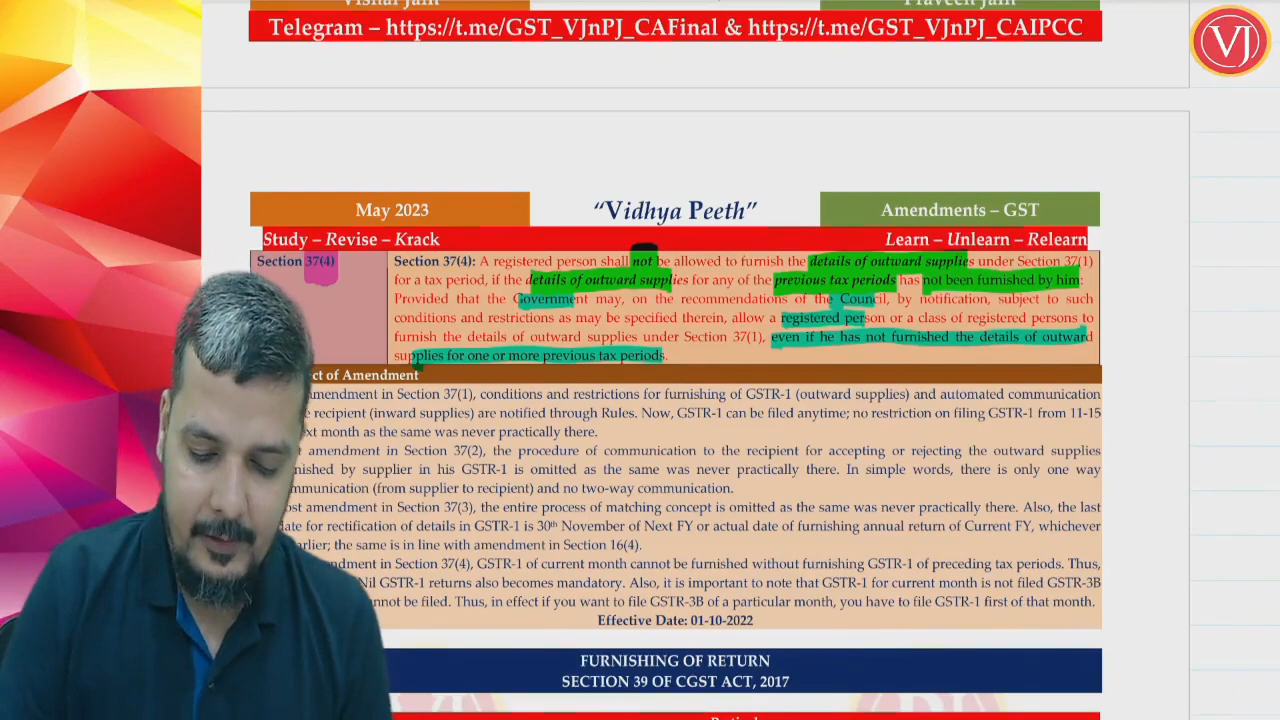 Vishal Jain
Praveen Jain
Telegram – https://t.me/GST_VJnPJ_CAFinal & https://t.me/GST_VJnPJ_CAIPCC
VJ
May 2023
“Vidhya Peeth”
Amendments – GST
Study – Revise – Krack
Learn – Unlearn – Relearn
Section 37(4)
Section 37(4): A registered person shall not be allowed to furnish the details of outward supplies under Section 37(1)
for a tax period, if the details of outward supplies for any of the previous tax periods has not been furnished by him:
Provided that the Government may, on the recommendations of the Council, by notification, subject to such
conditions and restrictions as may be specified therein, allow a registered person or a class of registered persons to
furnish the details of outward supplies under Section 37(1), even if he has not furnished the details of outward
supplies for one or more previous tax periods.
of Amendment
amendment in Section 37(1), conditions and restrictions for furnishing of GSTR-1 (outward supplies) and automated communication
recipient (inward supplies) are notified through Rules. Now, GSTR-1 can be filed anytime; no restriction on filing GSTR-1 from 11-15
month as the same was never practically there.
amendment in Section 37(2), the procedure of communication to the recipient for accepting or rejecting the outward supplies
by supplier in his GSTR-1 is omitted as the same was never practically there. In simple words, there is only one way
(from supplier to recipient) and no two-way communication.
amendment in Section 37(3), the entire process of matching concept is omitted as the same was never practically there. Also, the last
date for rectification of details in GSTR-1 is 30th November of Next FY or actual date of furnishing annual return of Current FY, whichever
; the same is in line with amendment in Section 16(4).
in Section 37(4), GSTR-1 of current month cannot be furnished without furnishing GSTR-1 of preceding tax periods. Thus,
Nil GSTR-1 returns also becomes mandatory. Also, it is important to note that GSTR-1 for current month is not filed GSTR-3B
be filed. Thus, in effect if you want to file GSTR-3B of a particular month, you have to file GSTR-1 first of that month.
Effective Date: 01-10-2022
FURNISHING OF RETURN
SECTION 39 OF CGST ACT, 2017